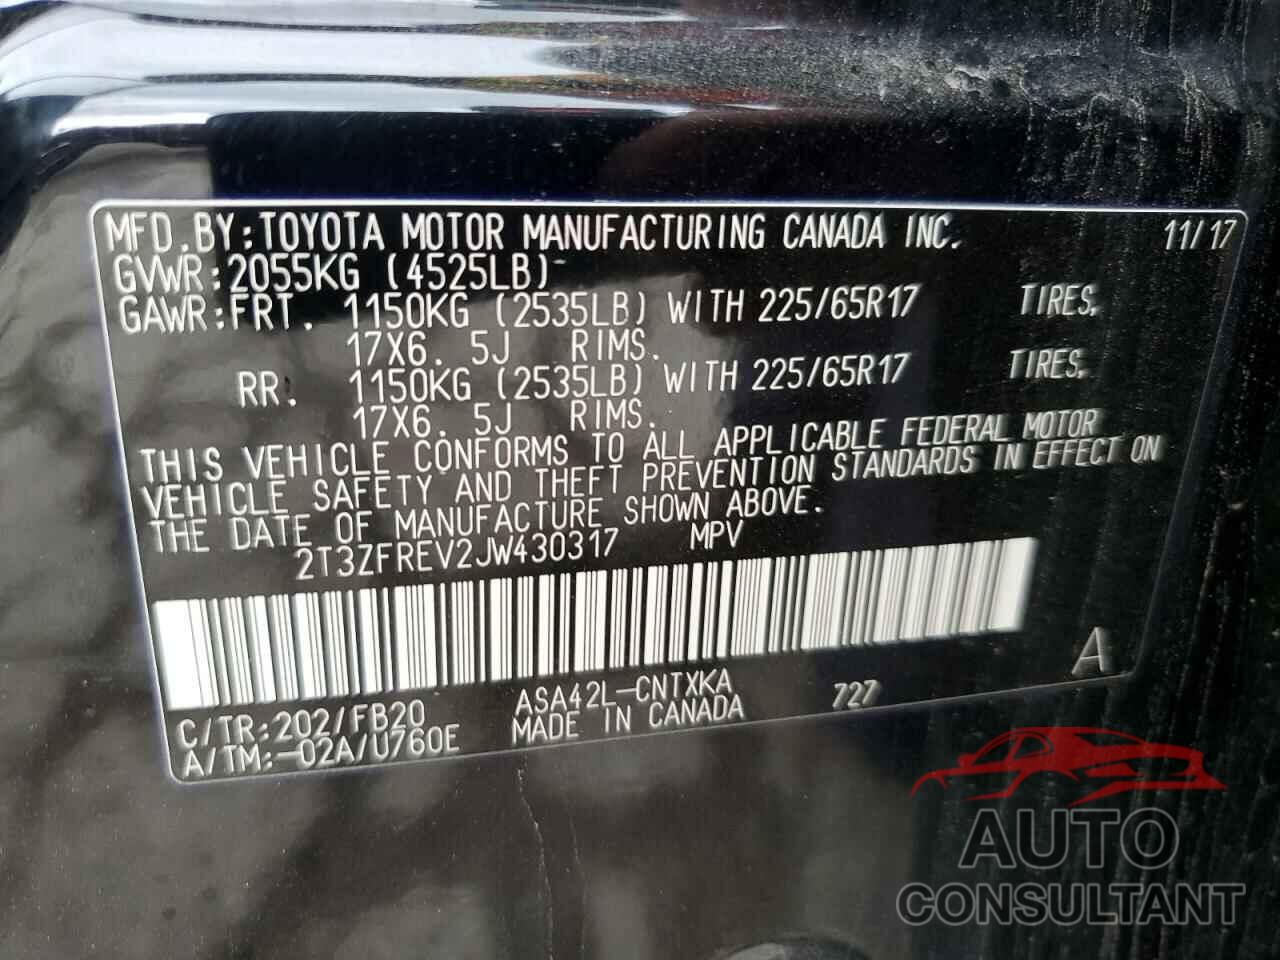 MFD.BY:TOYOTA MOTOR MANUFACTURING CANADA INC. 11/17
GVWR:2055KG (4525LB)
GAWR:FRT. 1150KG (2535LB) WITH 225/65R17 TIRES,
17X6.5J RIMS.
RR. 1150KG (2535LB) WITH 225/65R17 TIRES,
17X6.5J RIMS.
THIS VEHICLE CONFORMS TO ALL APPLICABLE FEDERAL MOTOR
VEHICLE SAFETY AND THEFT PREVENTION STANDARDS IN EFFECT ON
THE DATE OF MANUFACTURE SHOWN ABOVE.
2T3ZFREV2JW430317 MPV
A
C/TR:202/FB20 ASA42L-CNTXKA 727
A/TM:-02A/U760E MADE IN CANADA
AUTO
CONSULTANT